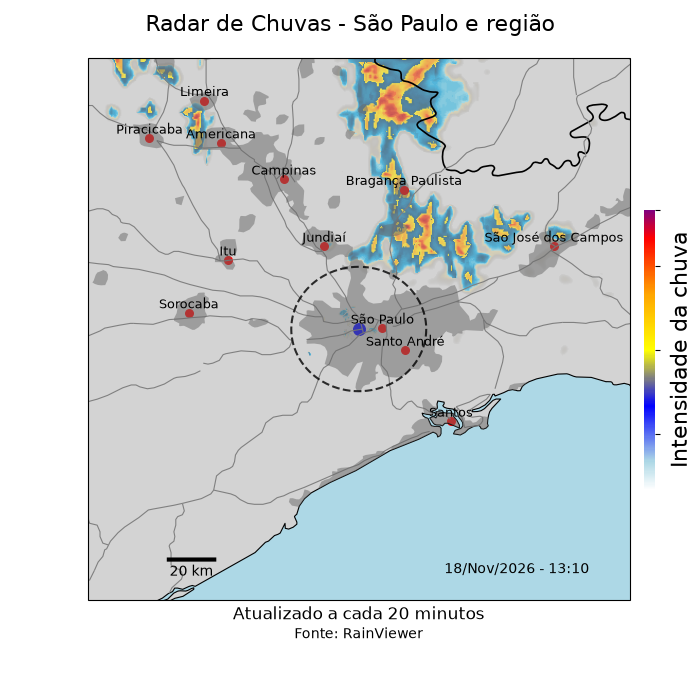 Radar de Chuvas - São Paulo e região
Limeira
Piracicaba
Americana
Campinas
Bragança Paulista
Jundiaí
São José dos Campos
Itu
Sorocaba
São Paulo
Santo André
Santos
20 km
18/Nov/2026 - 13:10
Intensidade da chuva
Atualizado a cada 20 minutos
Fonte: RainViewer